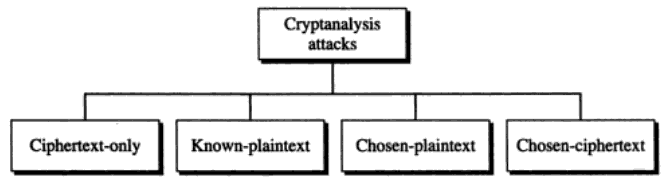 Cryptanalysis
attacks
Ciphertext-only
Known-plaintext
Chosen-plaintext
Chosen-ciphertext